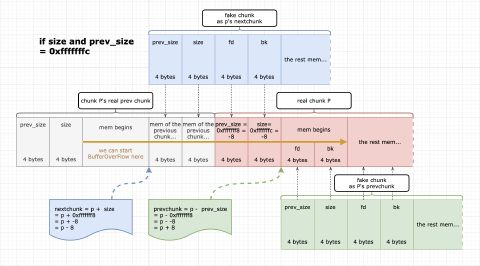 fake chunk
as p's nextchunk
if size and prev_size
= 0xfffffffc
prev_size
size
fd
bk
the rest mem...
4 bytes
4 bytes
4 bytes
4 bytes
chunk P's real prev chunk
real chunk P
prev_size
size
mem begins
mem of the
previous
chunk...
mem of the
previous
chunk...
prev_size =
0xfffffff8 =
-8
size=
0xfffffffc =
-8
mem begins
the rest mem...
we can start
BufferOverFlow here
fd
bk
4 bytes
4 bytes
4 bytes
4 bytes
4 bytes
4 bytes
4 bytes
4 bytes
fake chunk
as P's prevchunk
nextchunk = p + size
= p + 0xfffffff8
= p + -8
= p - 8
prevchunk = p - prev_size
= p - 0xfffffff8
= p - -8
= p + 8
prev_size
size
fd
bk
the rest mem...
4 bytes
4 bytes
4 bytes
4 bytes